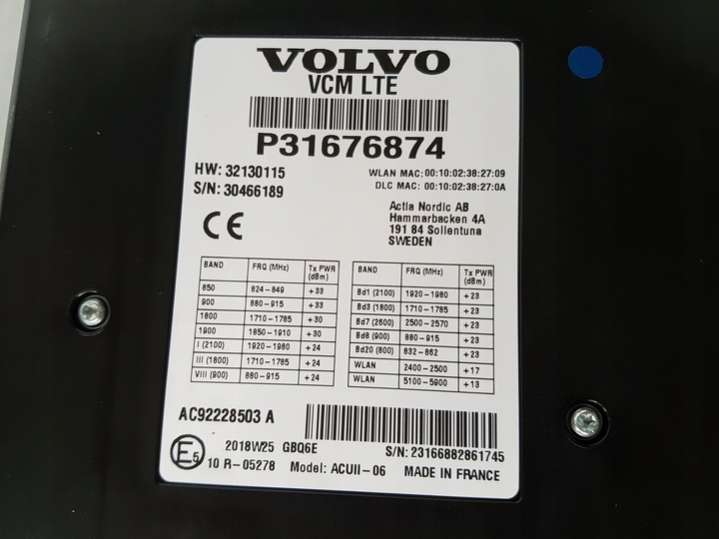 VOLVO
VCM LTE
P31676874
HW: 32130115
S/N: 30466189
WLAN MAC: 00:10:02:38:27:09
DLC MAC: 00:10:02:38:27:0A
CE
Actia Nordic AB
Hammarbacken 4A
191 84 Sollentuna
SWEDEN
BAND FRQ (MHz) Tx PWR (dBm)
850 824-849 +33
900 880-915 +33
1800 1710-1785 +30
1900 1850-1910 +30
I (2100) 1920-1980 +24
III (1800) 1710-1785 +24
VIII (900) 880-915 +24
BAND FRQ (MHz) Tx PWR (dBm)
Bd1 (2100) 1920-1980 +23
Bd3 (1800) 1710-1785 +23
Bd7 (2600) 2500-2570 +23
Bd8 (900) 880-915 +23
Bd20 (800) 832-862 +23
WLAN 2400-2500 +17
WLAN 5100-5900 +13
AC92228503 A
E5
2018W25 GBQ6E
S/N: 23166882861745
10 R-05278 Model: ACUII-06 MADE IN FRANCE